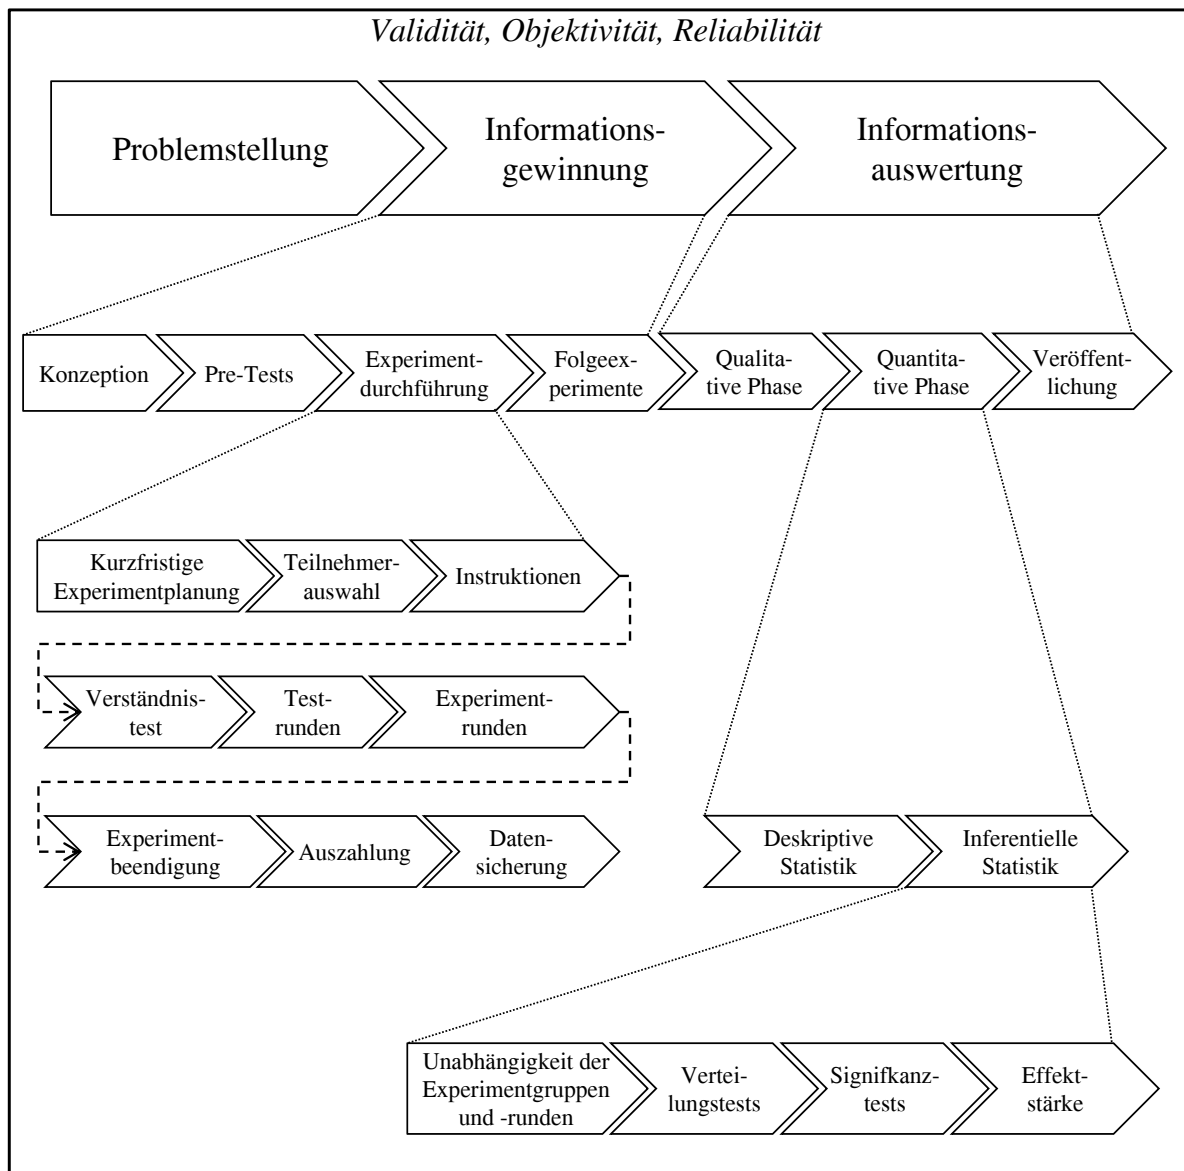 Validität, Objektivität, Reliabilität
Problemstellung
Informations-
gewinnung
Informations-
auswertung
Konzeption
Pre-Tests
Experiment-
durchführung
Folgeex-
perimente
Qualita-
tive Phase
Quantita-
tive Phase
Veröffent-
lichung
Kurzfristige
Experimentplanung
Teilnehmer-
auswahl
Instruktionen
Verständnis-
test
Test-
runden
Experiment-
runden
Experiment-
beendigung
Auszahlung
Daten-
sicherung
Deskriptive
Statistik
Inferentielle
Statistik
Unabhängigkeit der
Experimentgruppen
und -runden
Vertei-
lungstests
Signifkanz-
tests
Effekt-
stärke